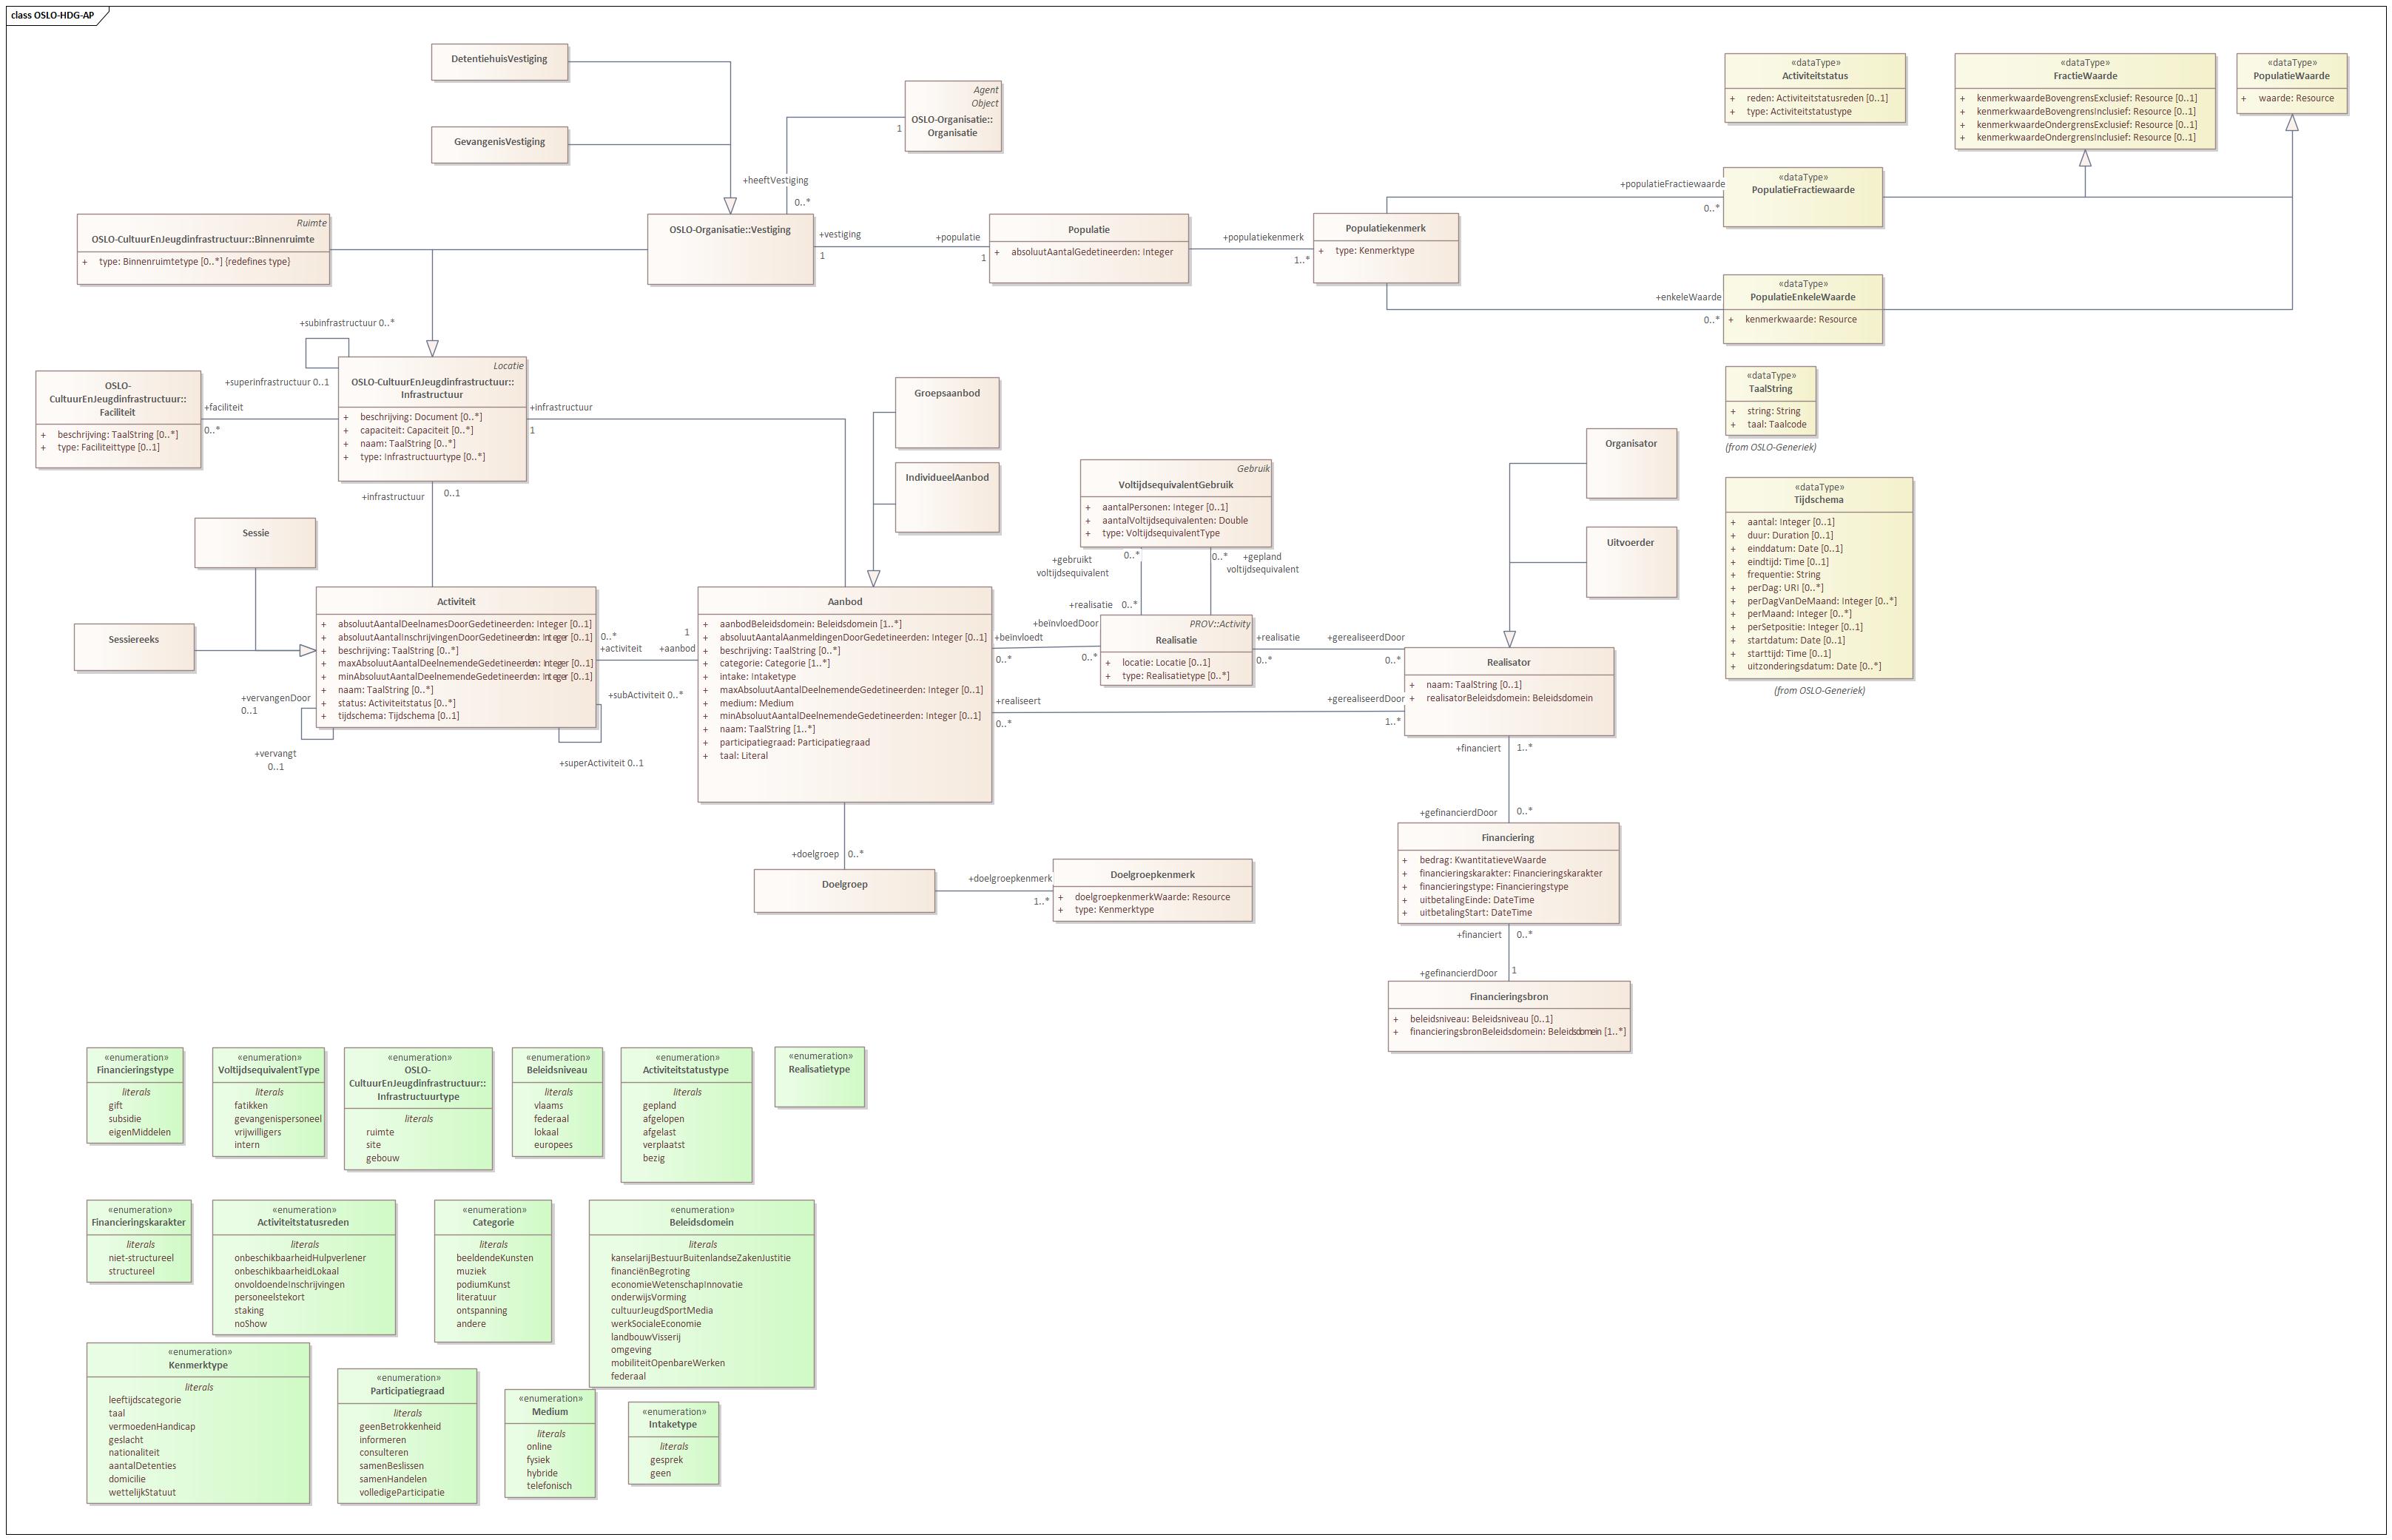 class OSLO-HDG-AP
DetentiehuisVestiging
GevangenisVestiging
Agent
Object
OSLO-Organisatie::
Organisatie
1
+heeftVestiging
0..*
«dataType»
Activiteitstatus
+ reden: Activiteitstatusreden [0..1]
+ type: Activiteitstatustype
«dataType»
FractieWaarde
+ kenmerkwaardeBovengrensExclusief: Resource [0..1]
+ kenmerkwaardeBovengrensInclusief: Resource [0..1]
+ kenmerkwaardeOndergrensExclusief: Resource [0..1]
+ kenmerkwaardeOndergrensInclusief: Resource [0..1]
«dataType»
PopulatieWaarde
+ waarde: Resource
Ruimte
OSLO-CultuurEnJeugdinfrastructuur::Binnenruimte
+ type: Binnenruimtetype [0..*] {redefines type}
OSLO-Organisatie::Vestiging
+vestiging
1
+populatie
1
Populatie
+ absoluutAantalGedetineerden: Integer
+populatiekenmerk
1..*
Populatiekenmerk
+ type: Kenmerktype
+populatieFractiewaarde
0..*
«dataType»
PopulatieFractiewaarde
+enkeleWaarde
0..*
«dataType»
PopulatieEnkeleWaarde
+ kenmerkwaarde: Resource
+subinfrastructuur 0..*
+superinfrastructuur 0..1
OSLO-
CultuurEnJeugdinfrastructuur::
Faciliteit
+ beschrijving: TaalString [0..*]
+ type: Faciliteittype [0..1]
+faciliteit
0..*
Locatie
OSLO-CultuurEnJeugdinfrastructuur::
Infrastructuur
+ beschrijving: Document [0..*]
+ capaciteit: Capaciteit [0..*]
+ naam: TaalString [0..*]
+ type: Infrastructuurtype [0..*]
+infrastructuur
1
+infrastructuur
0..1
Groepsaanbod
IndividueelAanbod
«dataType»
TaalString
+ string: String
+ taal: Taalcode
(from OSLO-Generiek)
Organisator
Uitvoerder
Gebruik
VoltijdsequivalentGebruik
+ aantalPersonen: Integer [0..1]
+ aantalVoltijdsequivalenten: Double
+ type: VoltijdsequivalentType
0..*
+gebruikt
voltijdsequivalent
0..*
+gepland
voltijdsequivalent
+realisatie 0..*
«dataType»
Tijdschema
+ aantal: Integer [0..1]
+ duur: Duration [0..1]
+ einddatum: Date [0..1]
+ eindtijd: Time [0..1]
+ frequentie: String
+ perDag: URI [0..*]
+ perDagVanDeMaand: Integer [0..*]
+ perMaand: Integer [0..*]
+ perSetpositie: Integer [0..1]
+ startdatum: Date [0..1]
+ starttijd: Time [0..1]
+ uitzonderingsdatum: Date [0..*]
(from OSLO-Generiek)
Sessie
Sessiereeks
Activiteit
+ absoluutAantalDeelnamesDoorGedetineerden: Integer [0..1]
+ absoluutAantalInschrijvingenDoorGedetineerden: Integer [0..1]
+ beschrijving: TaalString [0..*]
+ maxAbsoluutAantalDeelnemendeGedetineerden: Integer [0..1]
+ minAbsoluutAantalDeelnemendeGedetineerden: Integer [0..1]
+ naam: TaalString [0..*]
+ status: Activiteitstatus [0..*]
+ tijdschema: Tijdschema [0..1]
+vervangenDoor
0..1
+vervangt
0..1
0..*
+activiteit
1
+aanbod
+subActiviteit 0..*
+superActiviteit 0..1
Aanbod
+ aanbodBeleidsdomein: Beleidsdomein [1..*]
+ absoluutAantalAanmeldingenDoorGedetineerden: Integer [0..1]
+ beschrijving: TaalString [0..*]
+ categorie: Categorie [1..*]
+ intake: Intaketype
+ maxAbsoluutAantalDeelnemendeGedetineerden: Integer [0..1]
+ medium: Medium
+ minAbsoluutAantalDeelnemendeGedetineerden: Integer [0..1]
+ naam: TaalString [1..*]
+ participatiegraad: Participatiegraad
+ taal: Literal
+beïnvloedDoor
+beïnvloedt
0..*
0..*
PROV::Activity
Realisatie
+ locatie: Locatie [0..1]
+ type: Realisatietype [0..*]
+realisatie
0..*
+gerealiseerdDoor
0..*
+realiseert
0..*
+gerealiseerdDoor
1..*
Realisator
+ naam: TaalString [0..1]
+ realisatorBeleidsdomein: Beleidsdomein
+financiert 1..*
+gefinancierdDoor 0..*
+doelgroep 0..*
Doelgroep
+doelgroepkenmerk
1..*
Doelgroepkenmerk
+ doelgroepkenmerkWaarde: Resource
+ type: Kenmerktype
Financiering
+ bedrag: KwantitatieveWaarde
+ financieringskarakter: Financieringskarakter
+ financieringstype: Financieringstype
+ uitbetalingEinde: DateTime
+ uitbetalingStart: DateTime
+financiert 0..*
+gefinancierdDoor 1
Financieringsbron
+ beleidsniveau: Beleidsniveau [0..1]
+ financieringsbronBeleidsdomein: Beleidsdomein [1..*]
«enumeration»
Financieringstype
literals
gift
subsidie
eigenMiddelen
«enumeration»
VoltijdsequivalentType
literals
fatikken
gevangenispersoneel
vrijwilligers
intern
«enumeration»
OSLO-
CultuurEnJeugdinfrastructuur::
Infrastructuurtype
literals
ruimte
site
gebouw
«enumeration»
Beleidsniveau
literals
vlaams
federaal
lokaal
europees
«enumeration»
Activiteitstatustype
literals
gepland
afgelopen
afgelast
verplaatst
bezig
«enumeration»
Realisatietype
«enumeration»
Financieringskarakter
literals
niet-structureel
structureel
«enumeration»
Activiteitstatusreden
literals
onbeschikbaarheidHulpverlener
onbeschikbaarheidLokaal
onvoldoendeInschrijvingen
personeelstekort
staking
noShow
«enumeration»
Categorie
literals
beeldendeKunsten
muziek
podiumKunst
literatuur
ontspanning
andere
«enumeration»
Beleidsdomein
literals
kanselarijBestuurBuitenlandseZakenJustitie
financiënBegroting
economieWetenschapInnovatie
onderwijsVorming
cultuurJeugdSportMedia
werkSocialeEconomie
landbouwVisserij
omgeving
mobiliteitOpenbareWerken
federaal
«enumeration»
Kenmerktype
literals
leeftijdscategorie
taal
vermoedenHandicap
geslacht
nationaliteit
aantalDetenties
domicilie
wettelijkStatuut
«enumeration»
Participatiegraad
literals
geenBetrokkenheid
informeren
consulteren
samenBeslissen
samenHandelen
volledigeParticipatie
«enumeration»
Medium
literals
online
fysiek
hybride
telefonisch
«enumeration»
Intaketype
literals
gesprek
geen